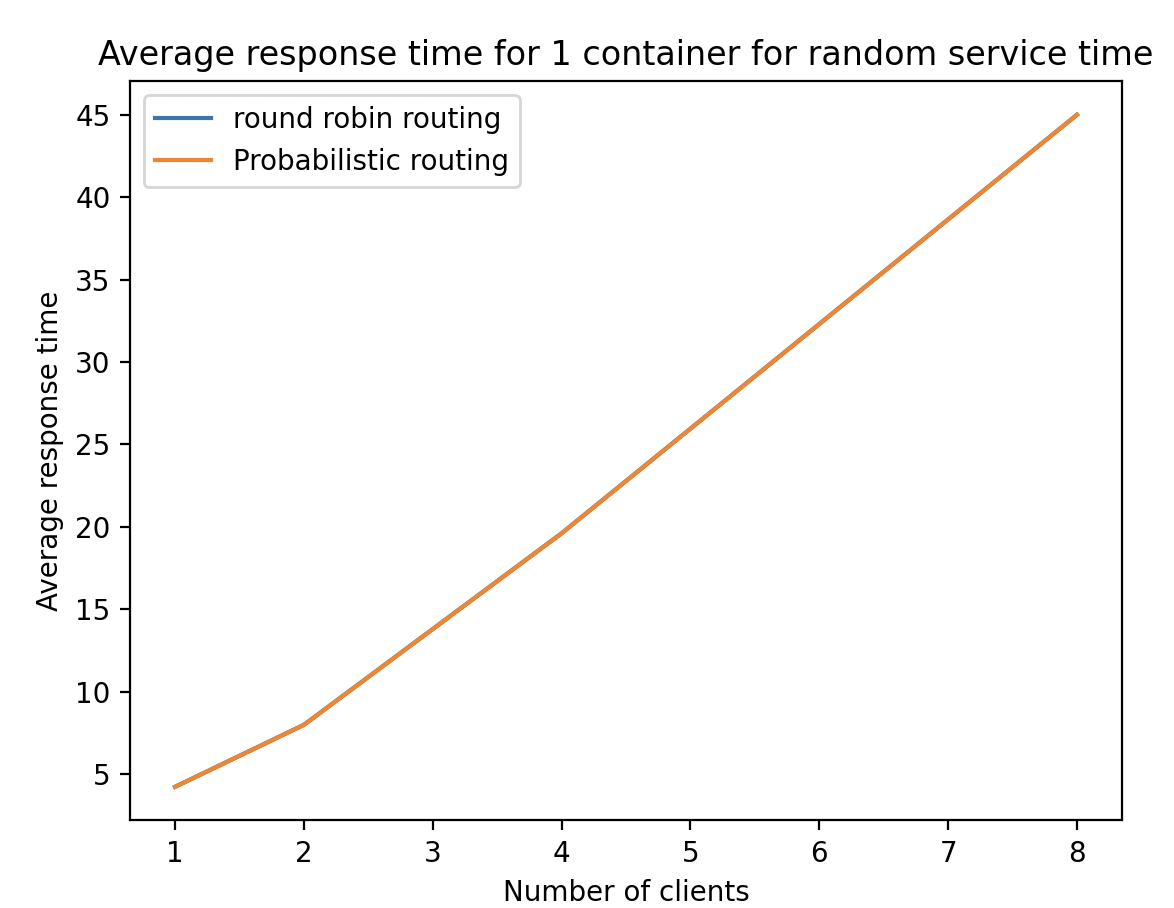 Average response time for 1 container for random service time
round robin routing
Probabilistic routing
45
40
35
30
25
20
15
10
5
Average response time
1 2 3 4 5 6 7 8
Number of clients